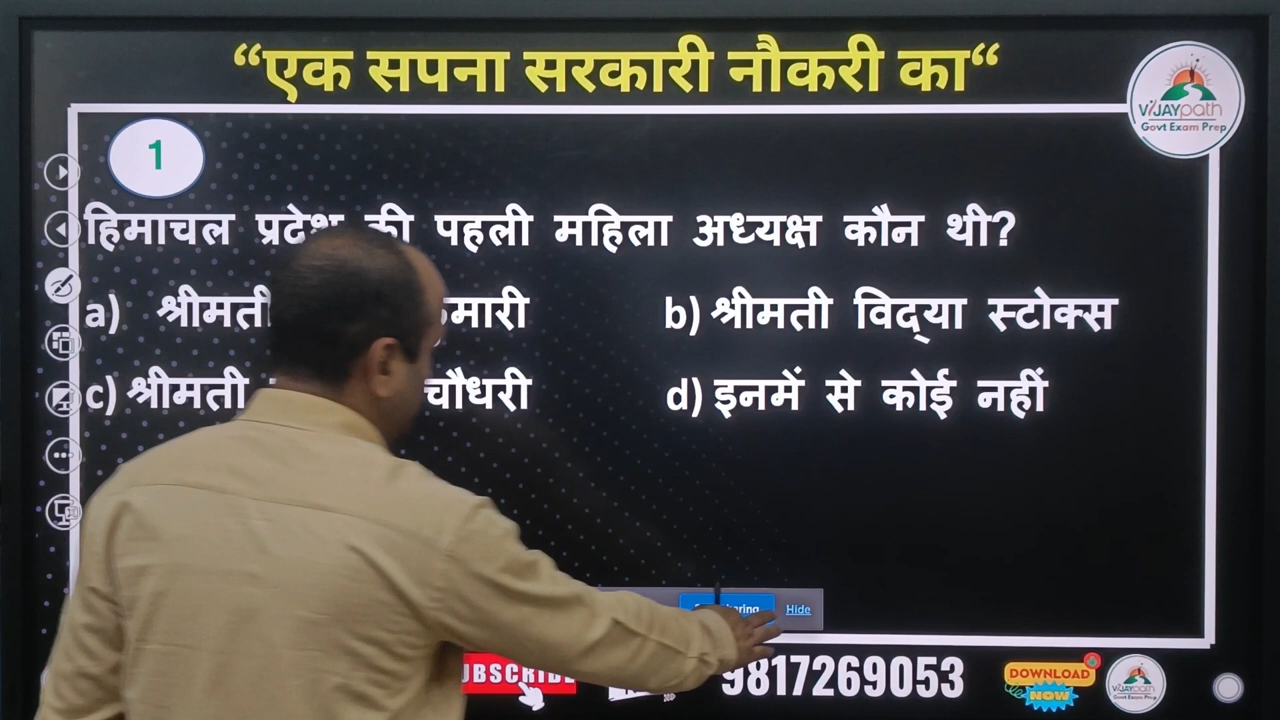 “एक सपना सरकारी नौकरी का“
VIJAYpath
Govt Exam Prep
1
हिमाचल प्रदेश की पहली महिला अध्यक्ष कौन थी?
a) श्रीमती
b) श्रीमती विद्या स्टोक्स
c) श्रीमती चौधरी
d) इनमें से कोई नहीं
Hide
9817269053
DOWNLOAD
NOW